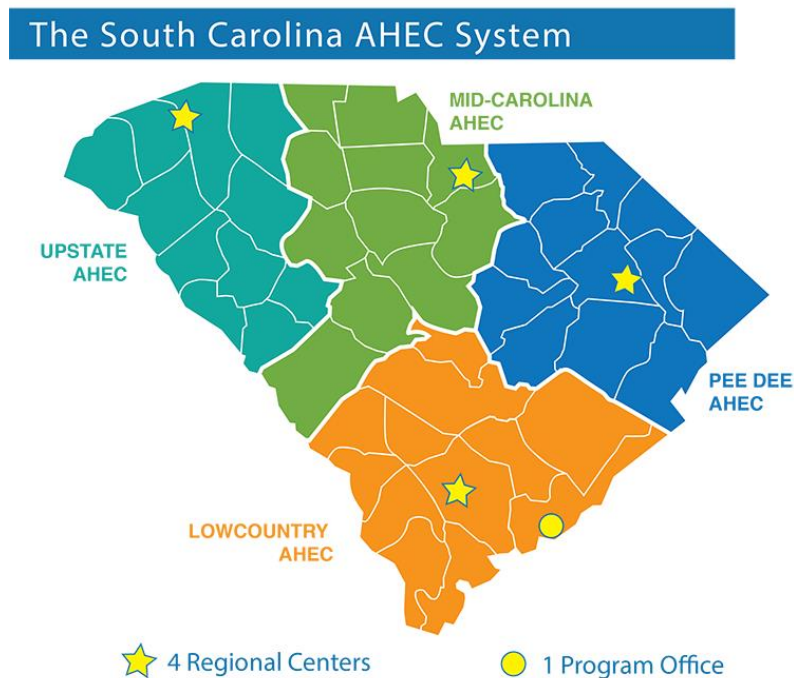 The South Carolina AHEC System
MID-CAROLINA
AHEC
UPSTATE
AHEC
PEE DEE
AHEC
LOWCOUNTRY
AHEC
4 Regional Centers
1 Program Office